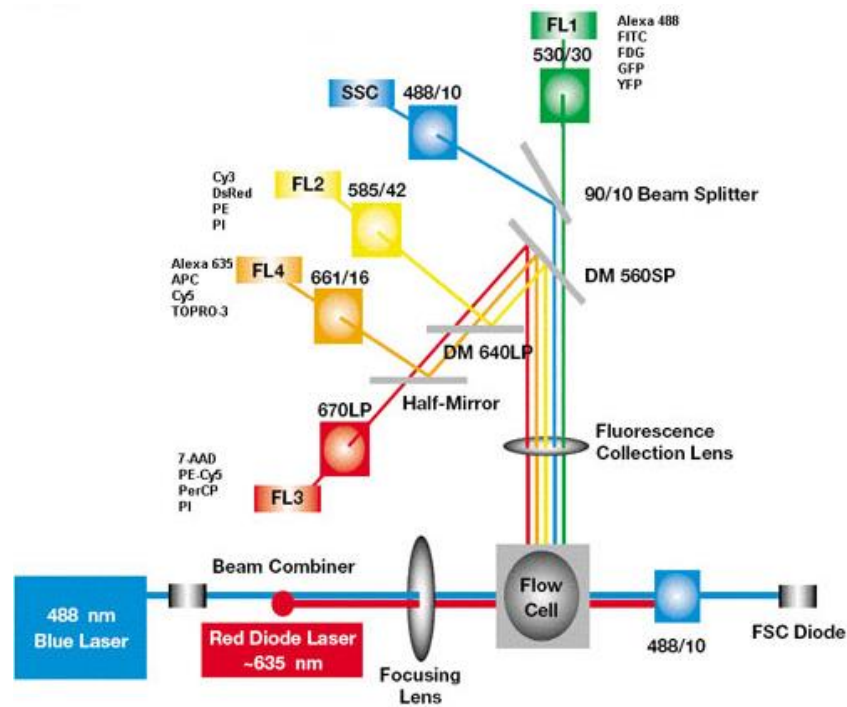 FL1
530/30
Alexa 488
FITC
FDG
GFP
YFP
SSC
488/10
90/10 Beam Splitter
Cy3
DsRed
PE
PI
FL2
585/42
DM 560SP
Alexa 635
APC
Cy5
TOPRO-3
FL4
661/16
DM 640LP
Half-Mirror
670LP
Fluorescence
Collection Lens
7-AAD
PE-Cy5
PerCP
PI
FL3
Beam Combiner
488 nm
Blue Laser
Red Diode Laser
~635 nm
Focusing
Lens
Flow
Cell
488/10
FSC Diode